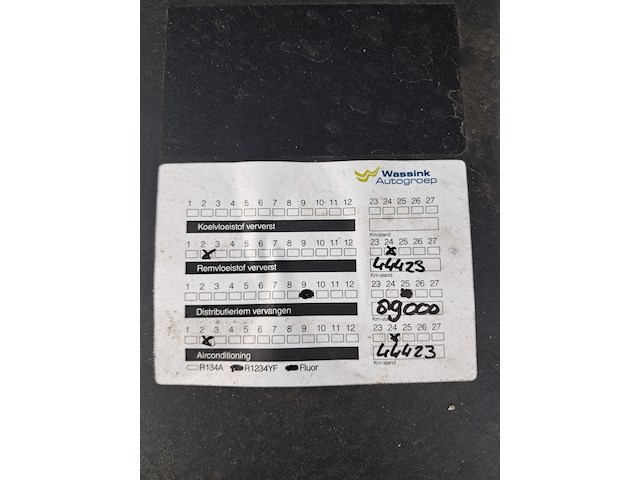 Wassink
Autogroep
1 2 3 4 5 6 7 8 9 10 11 12 23 24 25 26 27
Koelvloeistof ververst Km-stand
1 2 3 4 5 6 7 8 9 10 11 12 23 24 25 26 27
Remvloeistof ververst 44423
Km-stand
1 2 3 4 5 6 7 8 9 10 11 12 23 24 25 26 27
Distributieriem vervangen 89000
1 2 3 4 5 6 7 8 9 10 11 12 23 24 25 26 27
Airconditioning 44423
R134A R1234YF Fluor Km-stand